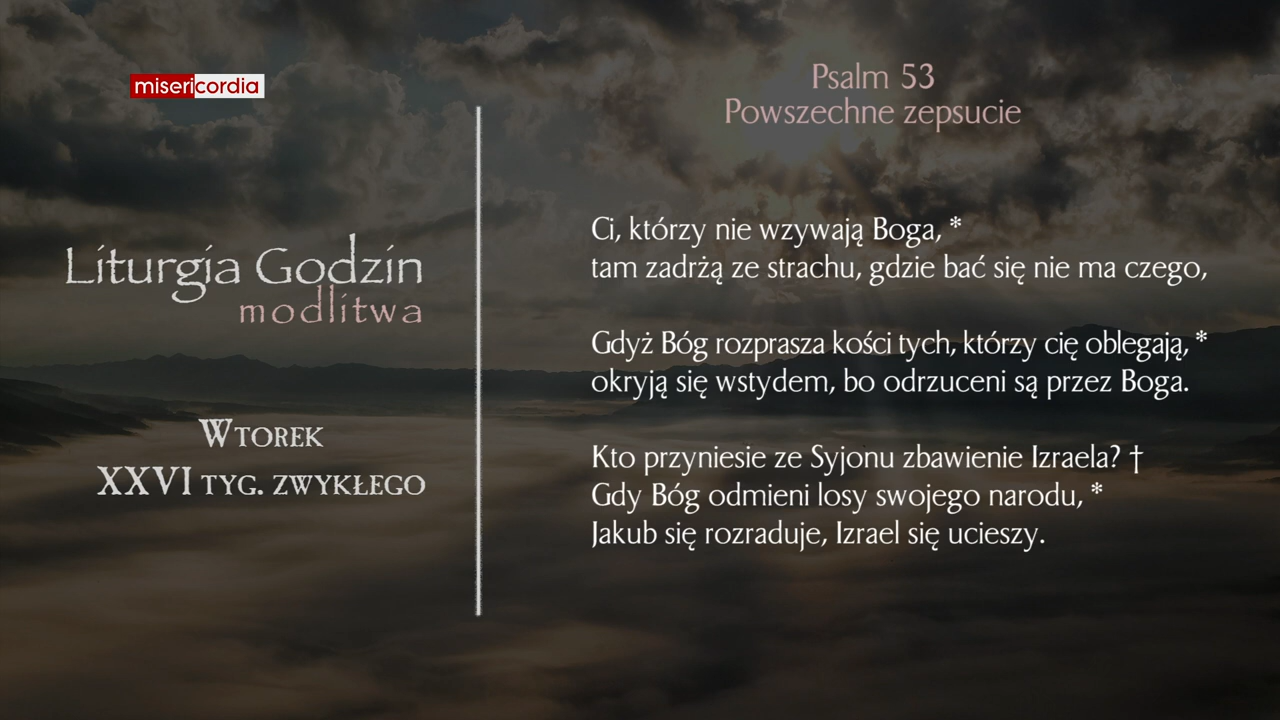 misericordia
Liturgia Godzin
modlitwa
Wtorek
XXVI tyg. zwykłego
Psalm 53
Powszechne zepsucie
Ci, którzy nie wzywają Boga, *
tam zadrżą ze strachu, gdzie bać się nie ma czego,
Gdyż Bóg rozprasza kości tych, którzy cię oblegają, *
okryją się wstydem, bo odrzuceni są przez Boga.
Kto przyniesie ze Syjonu zbawienie Izraela? †
Gdy Bóg odmieni losy swojego narodu, *
Jakub się rozraduje, Izrael się ucieszy.